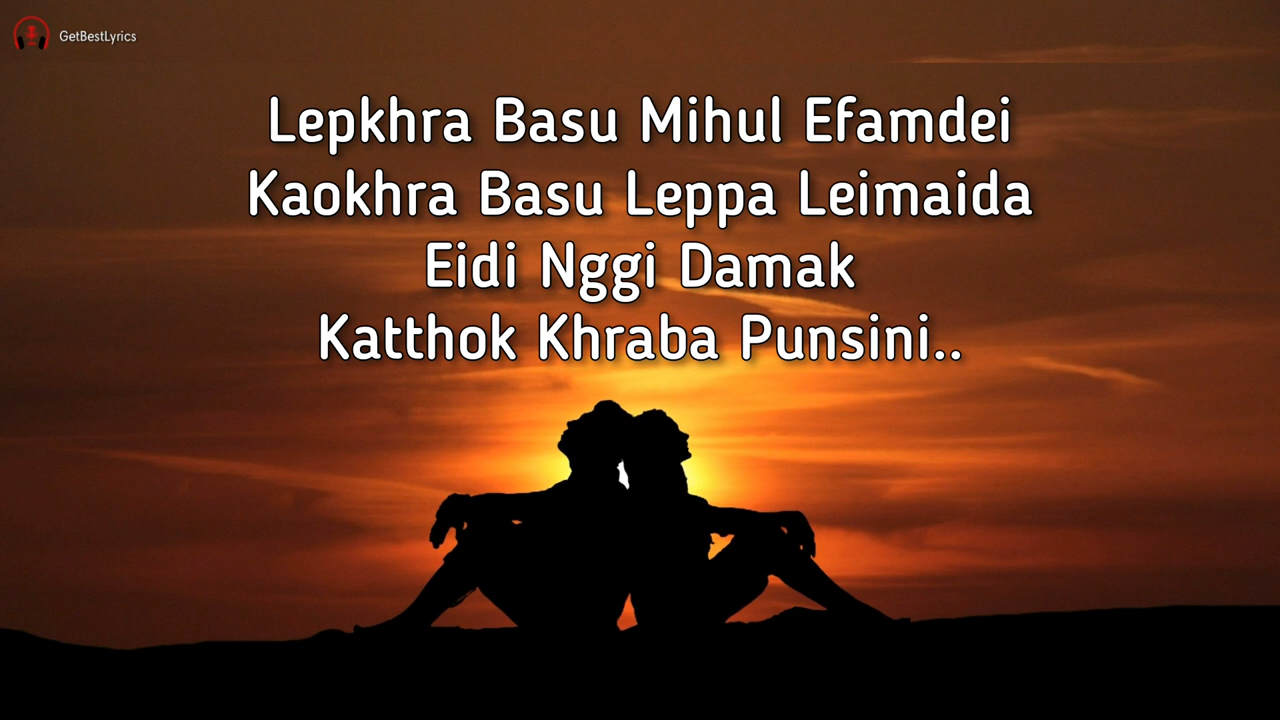 GetBestLyrics
Lepkhra Basu Mihul Efamdei
Kaokhra Basu Leppa Leimaida
Eidi Nggi Damak
Katthok Khraba Punsini..